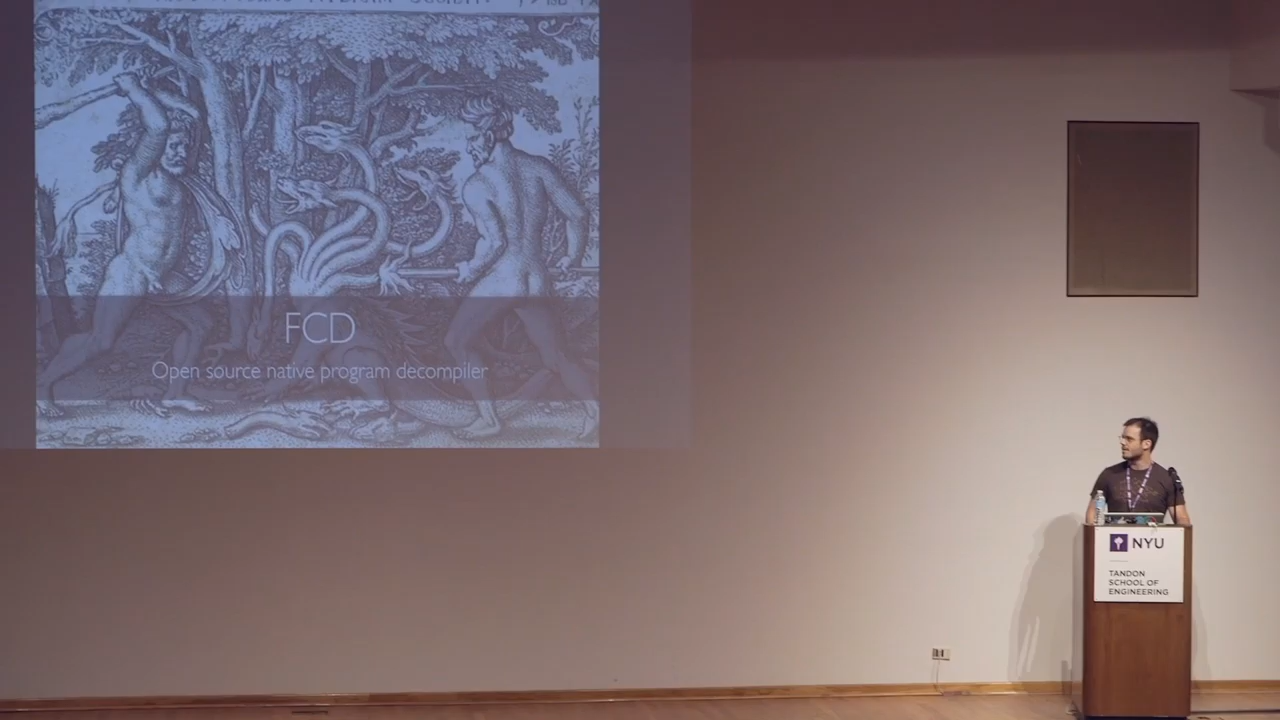 FCD
Open source native program decompiler
NYU
TANDON
SCHOOL OF
ENGINEERING